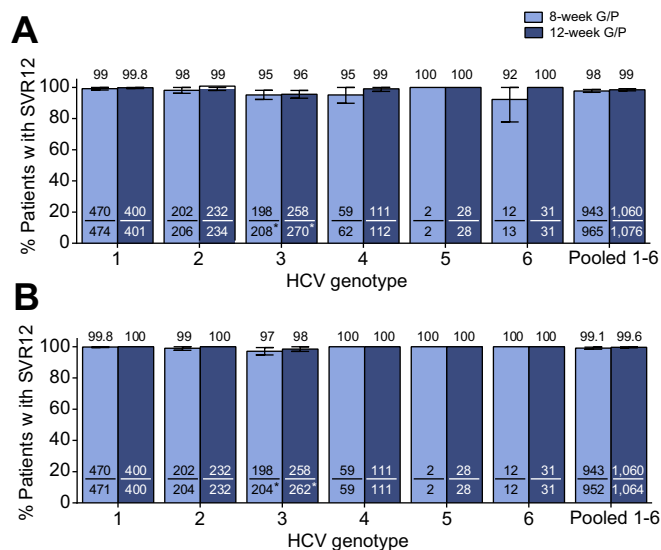 A
8-week G/P
12-week G/P
% Patients with SVR12
99 99.8 98 99 95 96 95 99 100 100 92 100 98 99
100
80
60
40
20
0
470 400 202 232 198 258 59 111 2 28 12 31 943 1,060
474 401 206 234 208* 270* 62 112 2 28 13 31 965 1,076
1 2 3 4 5 6 Pooled 1-6
HCV genotype
B
% Patients with SVR12
99.8 100 99 100 97 98 100 100 100 100 100 100 99.1 99.6
100
80
60
40
20
0
470 400 202 232 198 258 59 111 2 28 12 31 943 1,060
471 400 204 232 204* 262* 59 111 2 28 12 31 952 1,064
1 2 3 4 5 6 Pooled 1-6
HCV genotype